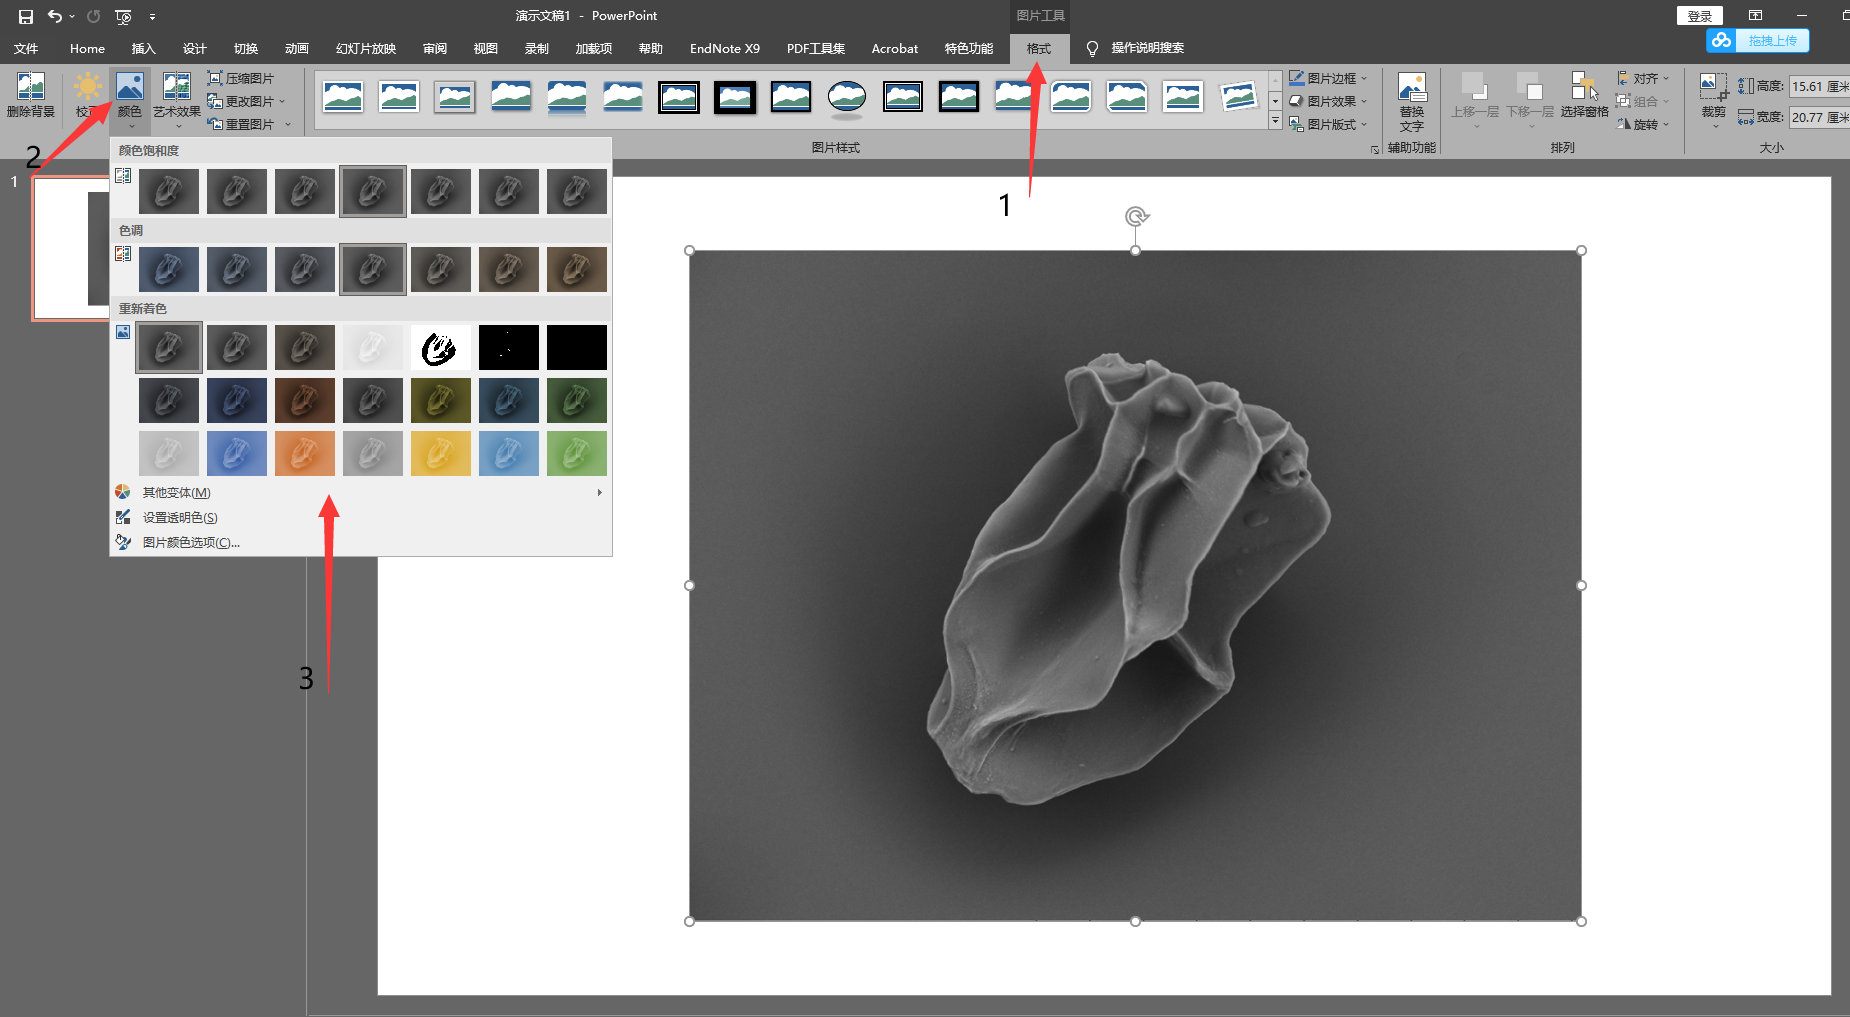 演示文稿1 - PowerPoint
图片工具
登录
文件 Home 插入 设计 切换 动画 幻灯片放映 审阅 视图 录制 加载项 帮助 EndNote X9 PDF工具集 Acrobat 特色功能 格式 操作说明搜索
拖拽上传
删除背景
颜色
艺术效果
压缩图片
更改图片
重置图片
图片边框
图片效果
图片版式
图片样式
替换
文字
辅助功能
上移一层
下移一层
选择窗格
对齐
组合
旋转
排列
裁剪
高度: 15.61 厘米
宽度: 20.77 厘米
大小
颜色饱和度
色调
重新着色
其他变体(M)
设置透明色(S)
图片颜色选项(C)...
1
2
1
3